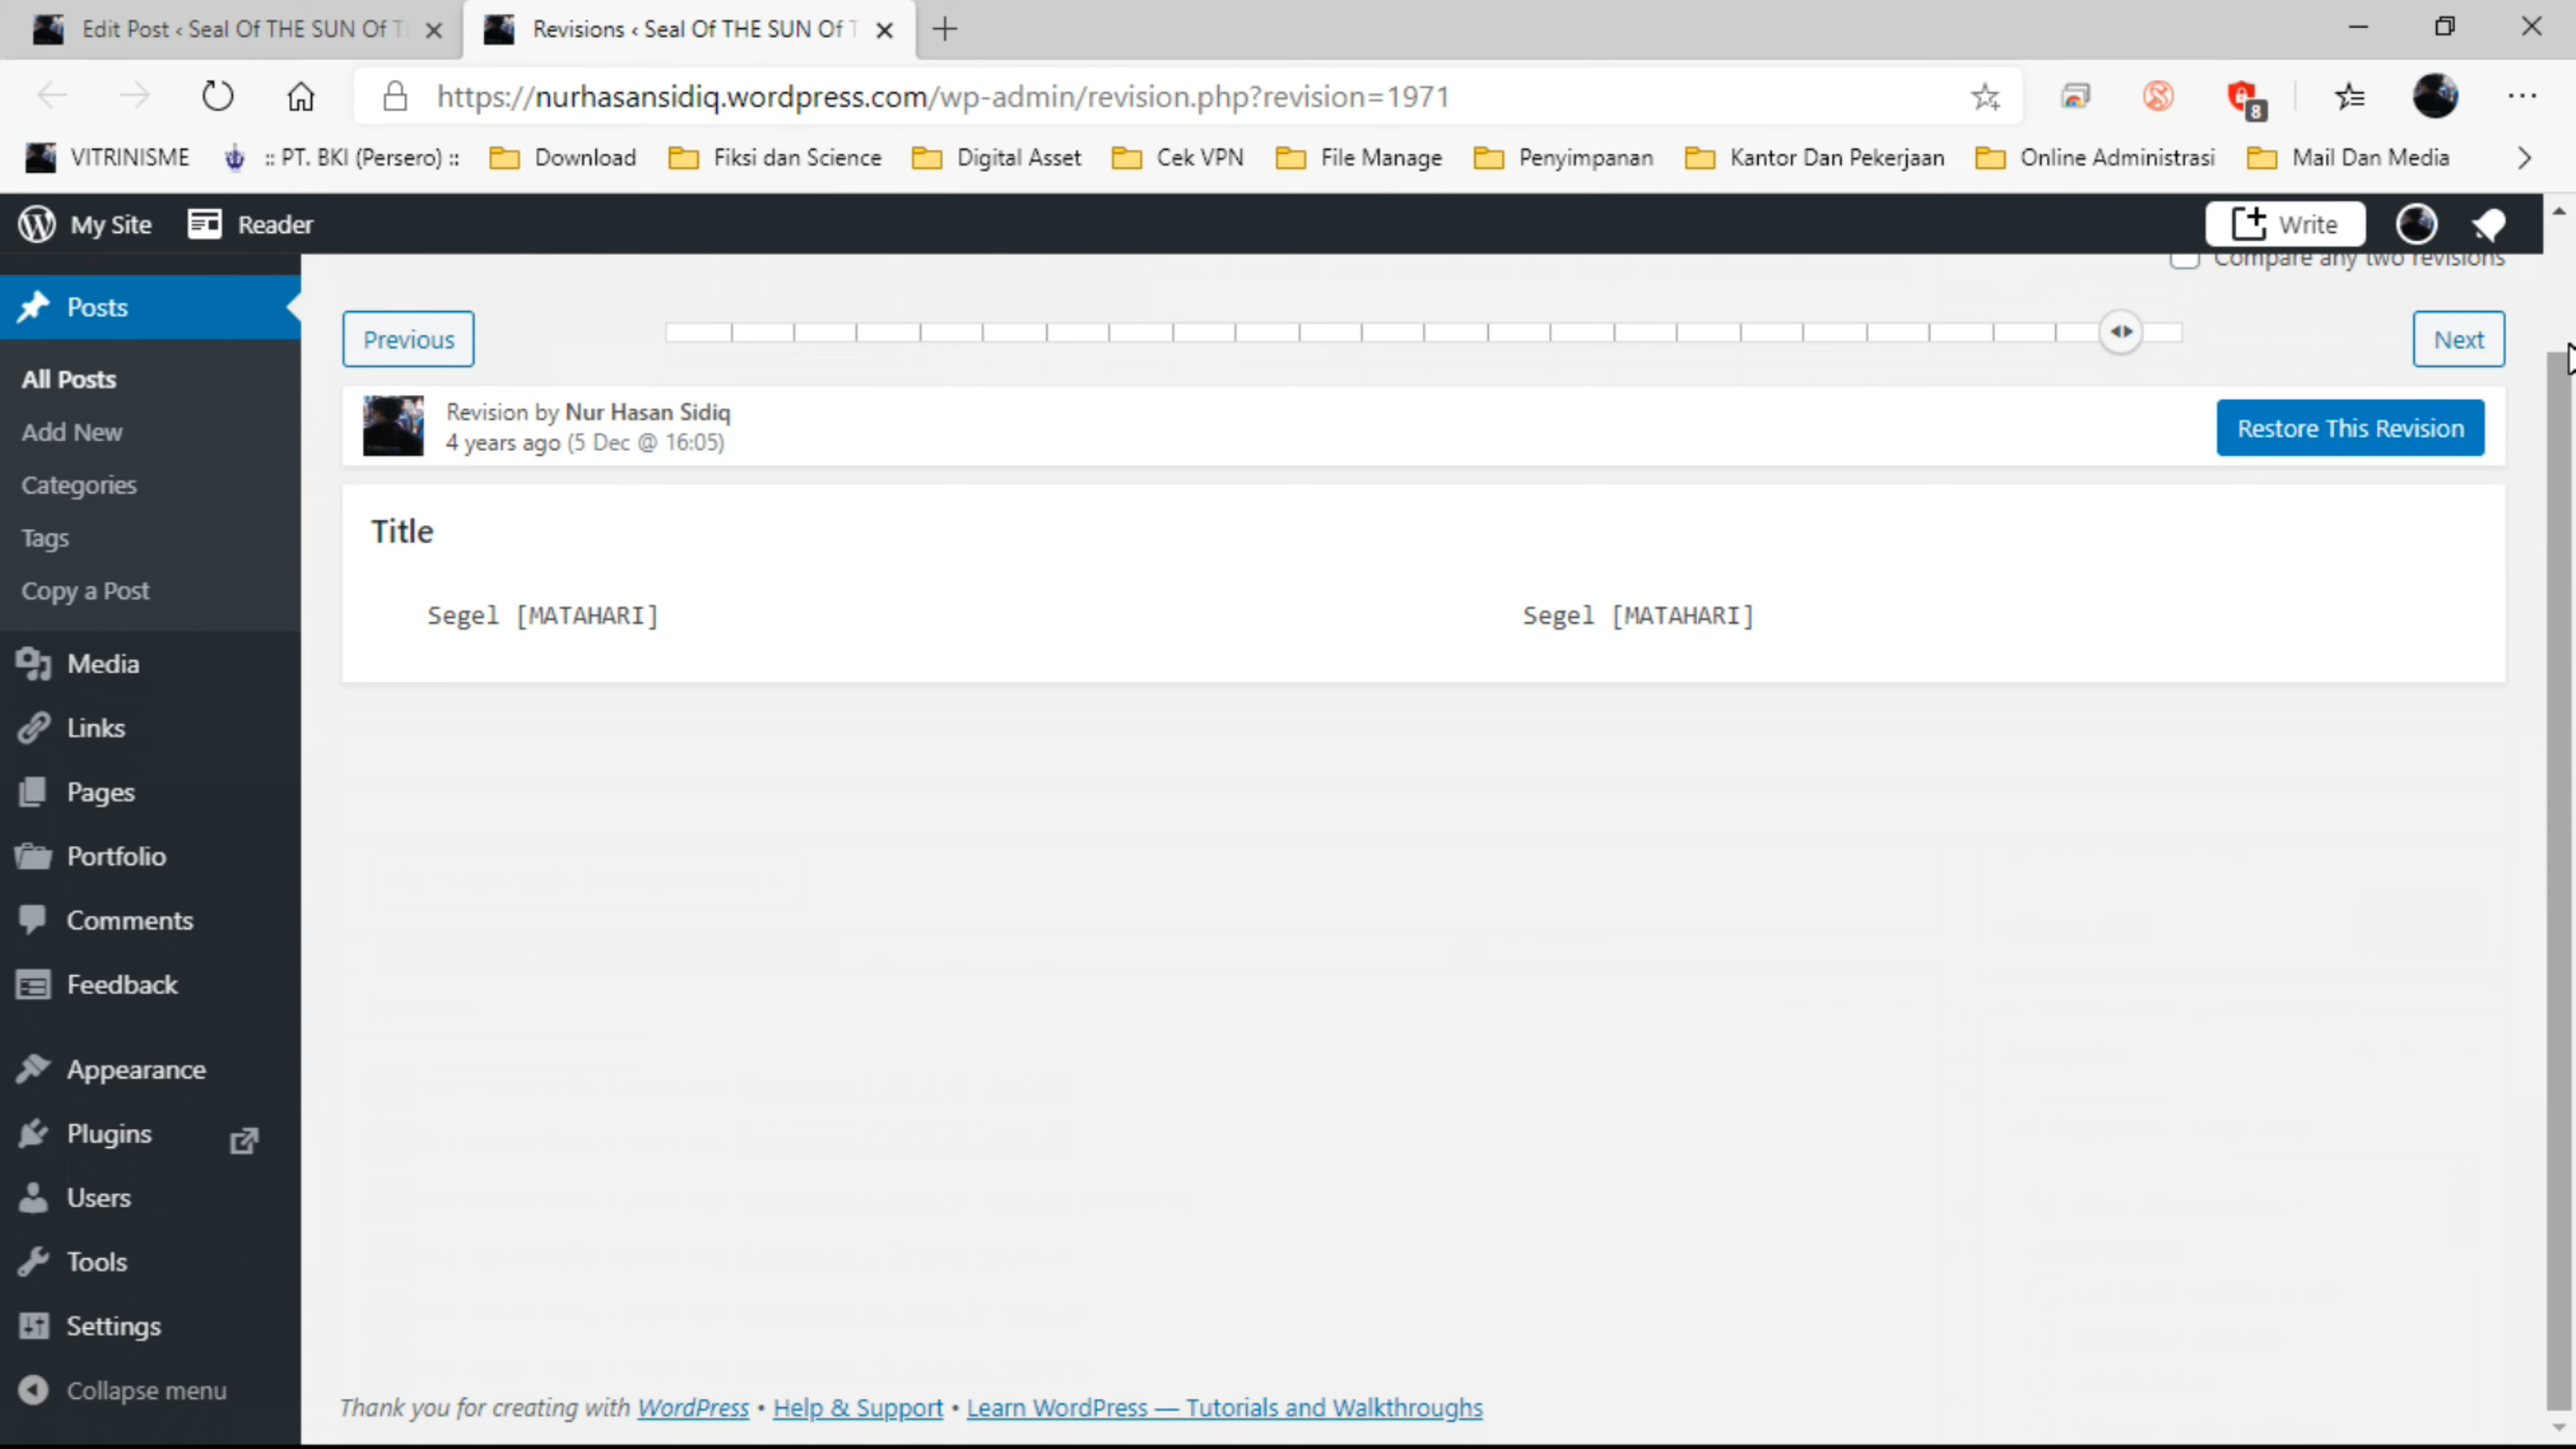 Edit Post ‹ Seal Of THE SUN Of T
Revisions ‹ Seal Of THE SUN Of T
https://nurhasansidiq.wordpress.com/wp-admin/revision.php?revision=1971
8
VITRINISME
:: PT. BKI (Persero) ::
Download
Fiksi dan Science
Digital Asset
Cek VPN
File Manage
Penyimpanan
Kantor Dan Pekerjaan
Online Administrasi
Mail Dan Media
My Site
Reader
Write
Compare any two revisions
Posts
Previous
Next
All Posts
Add New
Categories
Tags
Copy a Post
Revision by Nur Hasan Sidiq
4 years ago (5 Dec @ 16:05)
Restore This Revision
Title
Segel [MATAHARI]
Segel [MATAHARI]
Media
Links
Pages
Portfolio
Comments
Feedback
Appearance
Plugins
Users
Tools
Settings
Collapse menu
Thank you for creating with WordPress • Help & Support • Learn WordPress — Tutorials and Walkthroughs